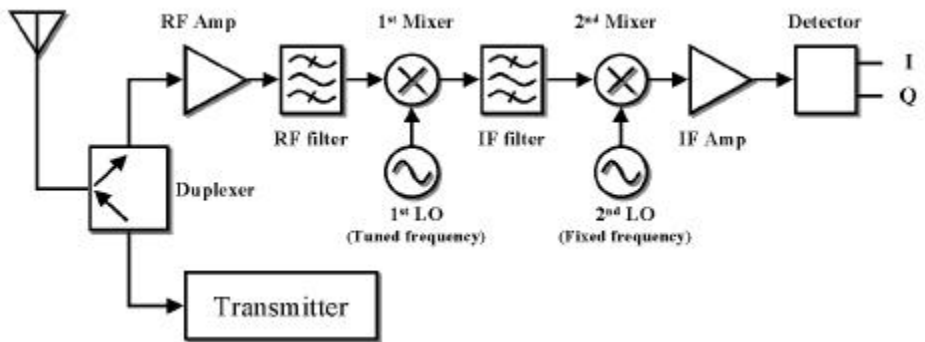 RF Amp
1st Mixer
2nd Mixer
Detector
I
Q
RF filter
IF filter
IF Amp
Duplexer
1st LO
(Tuned frequency)
2nd LO
(Fixed frequency)
Transmitter